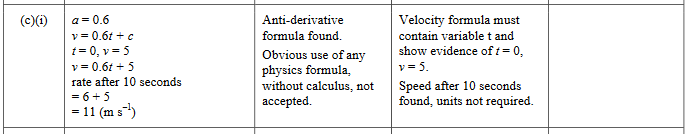 (c)(i)
a = 0.6
v = 0.6t + c
t = 0, v = 5
v = 0.6t + 5
rate after 10 seconds
= 6 + 5
= 11 (m s⁻¹)
Anti-derivative
formula found.
Obvious use of any
physics formula,
without calculus, not
accepted.
Velocity formula must
contain variable t and
show evidence of t = 0,
v = 5.
Speed after 10 seconds
found, units not required.